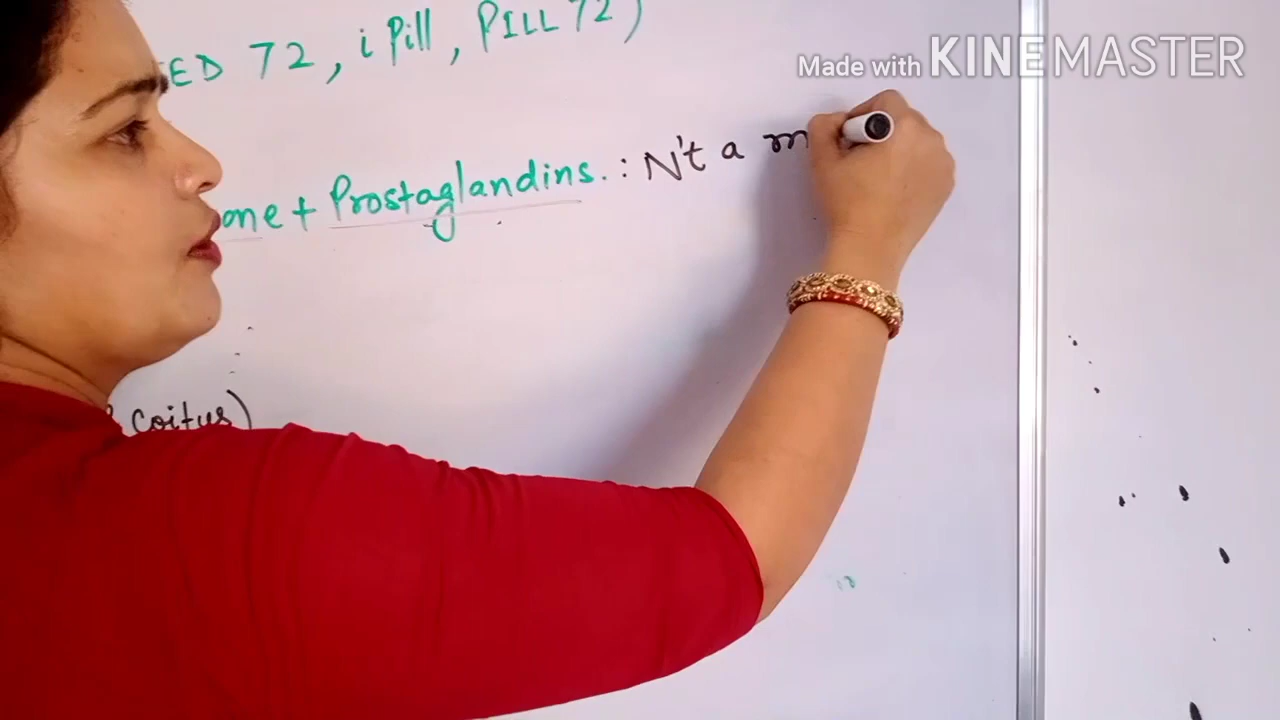 ED 72, i Pill, PILL 72)
Made with KINEMASTER
one + Prostaglandins. : N't a m
coitus)